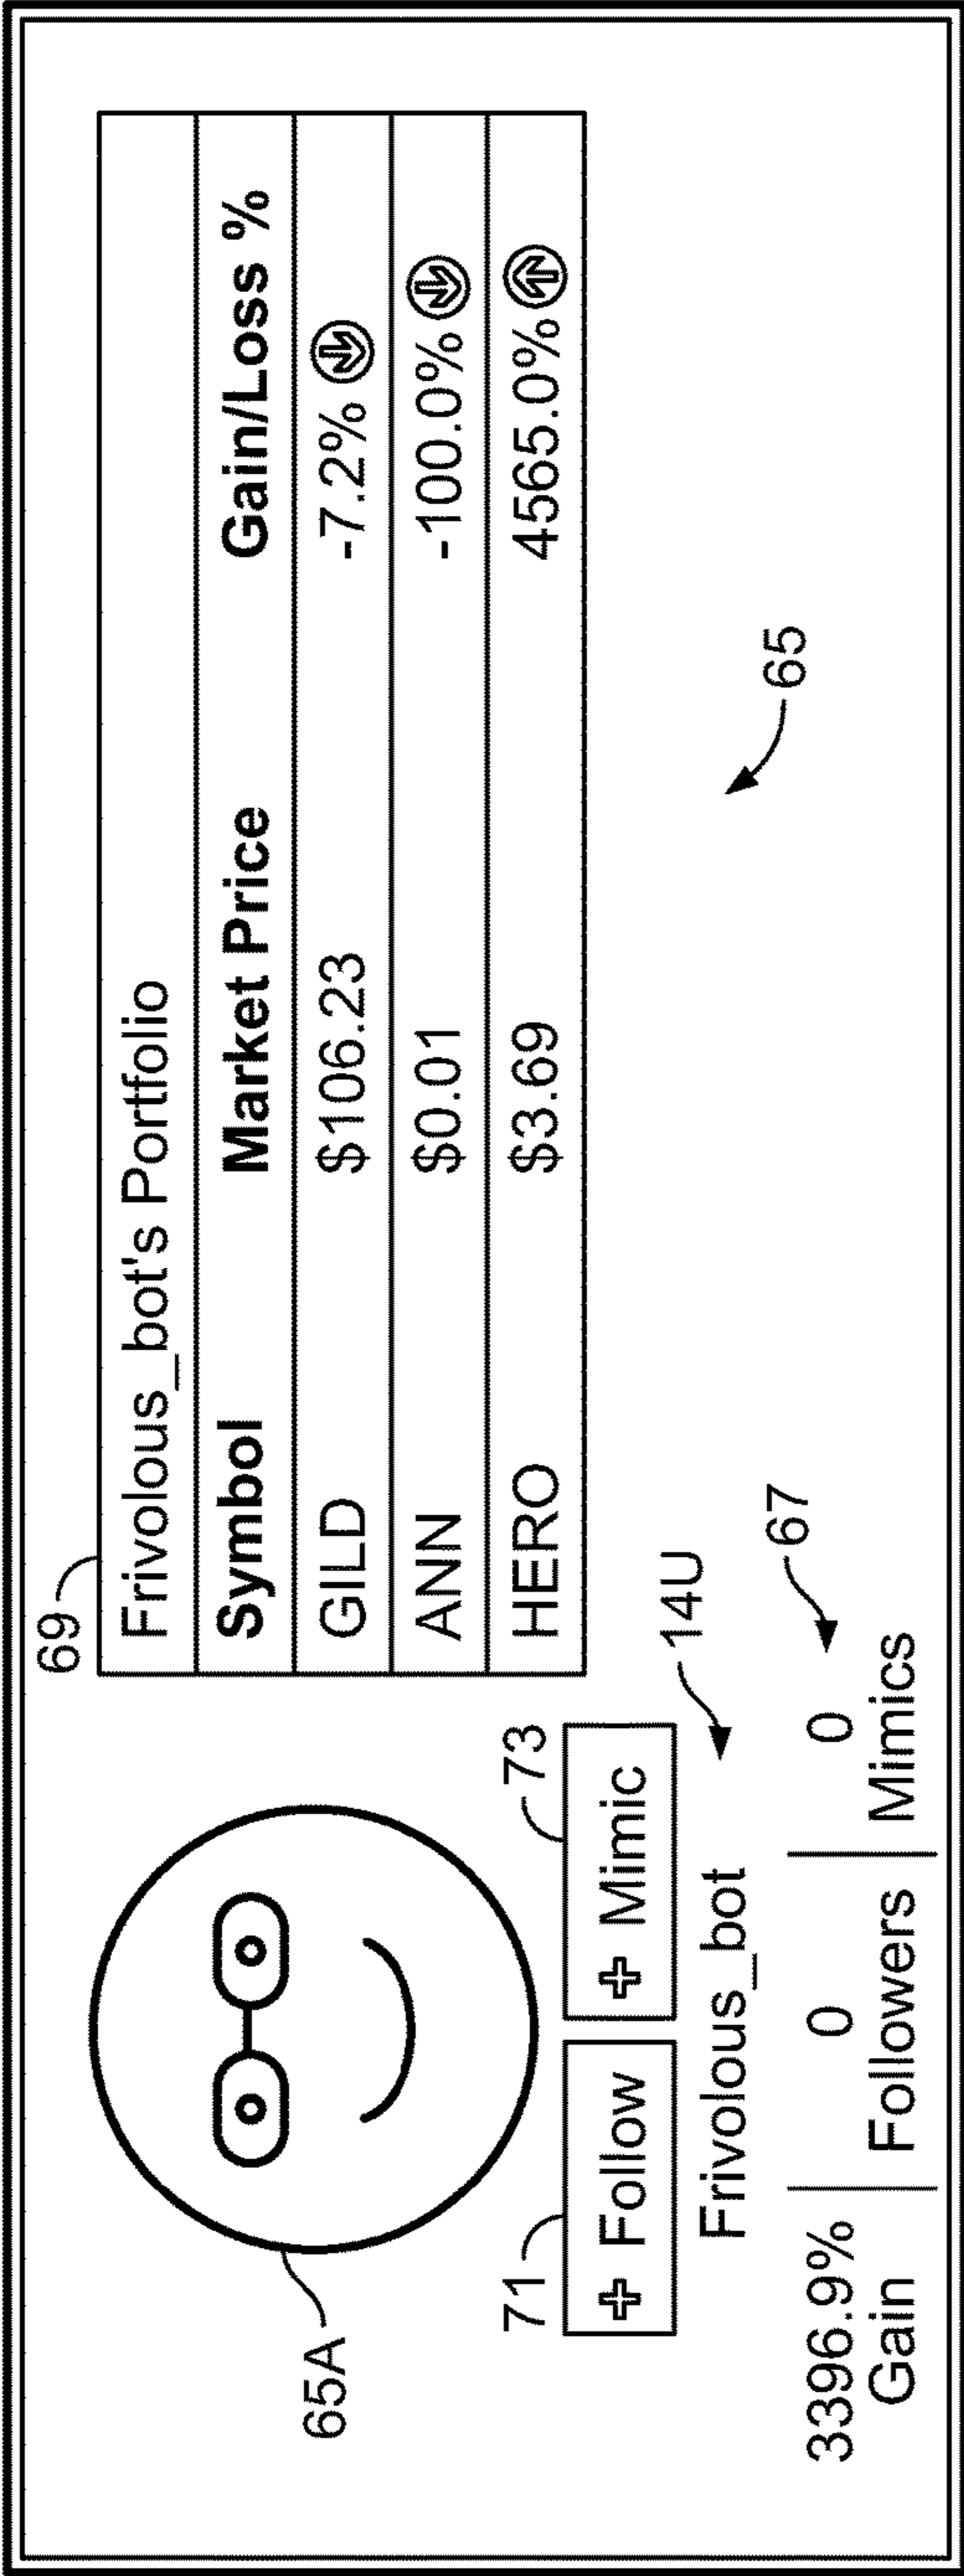 69
Frivolous_bot's Portfolio
Symbol Market Price Gain/Loss %
GILD $106.23 -7.2%
ANN $0.01 -100.0%
HERO $3.69 4565.0%
65A
71
73
+ Follow
+ Mimic
Frivolous_bot
14U
3396.9%
Gain
0
Followers
0
Mimics
67
65